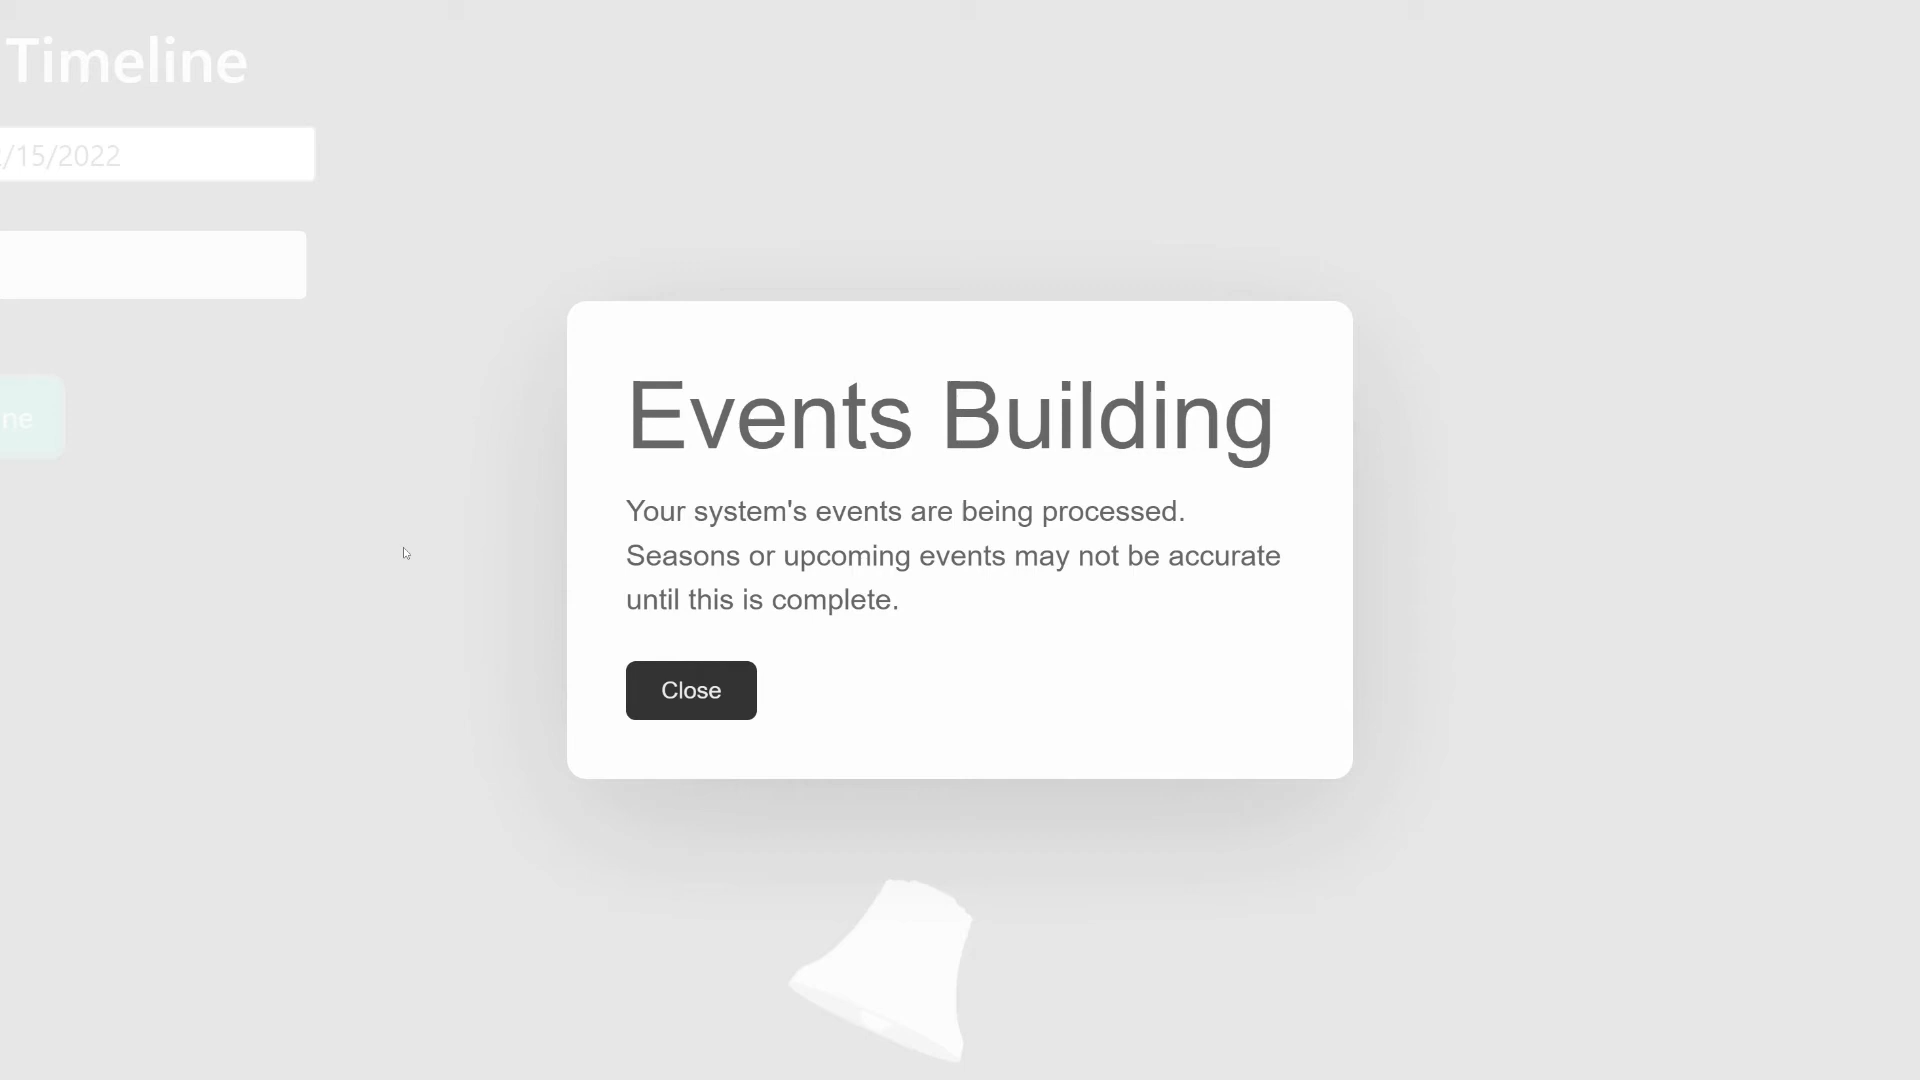 Timeline
/15/2022
ne
Events Building
Your system's events are being processed.
Seasons or upcoming events may not be accurate
until this is complete.
Close